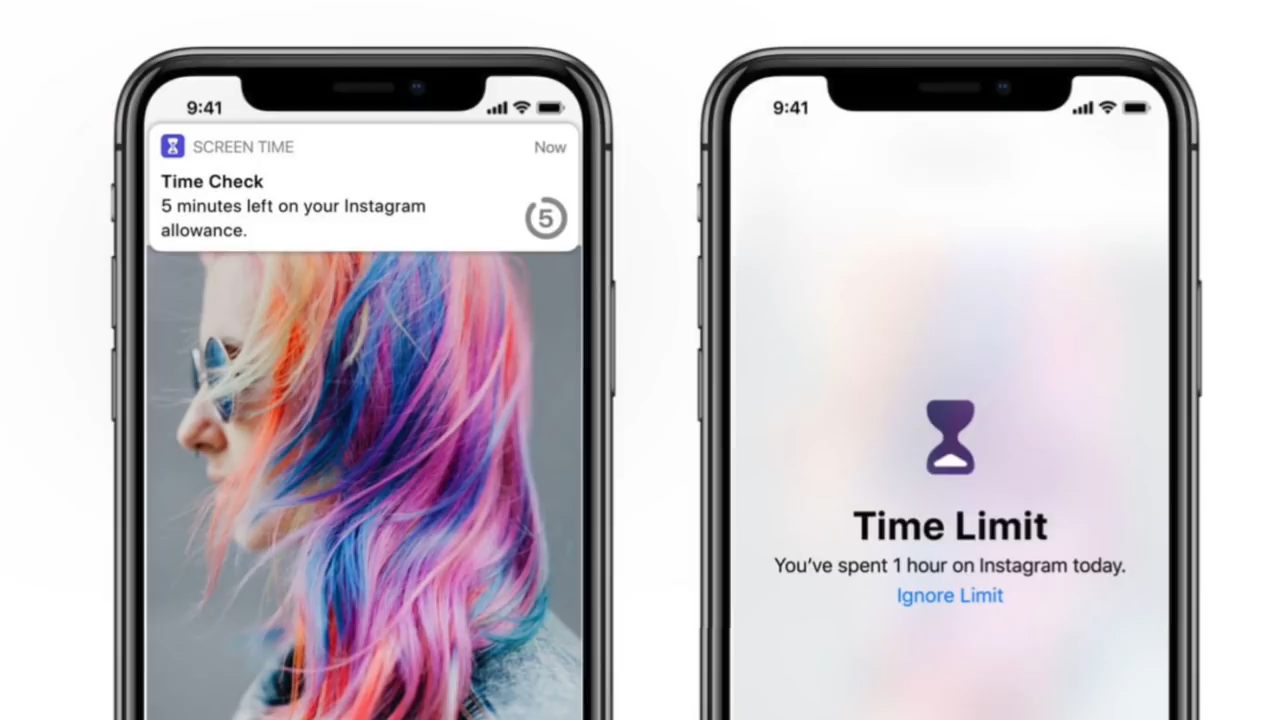 9:41
SCREEN TIME
Now
Time Check
5 minutes left on your Instagram
allowance.
5
9:41
Time Limit
You’ve spent 1 hour on Instagram today.
Ignore Limit